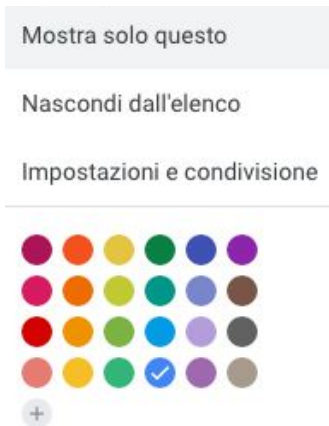 Mostra solo questo
Nascondi dall'elenco
Impostazioni e condivisione